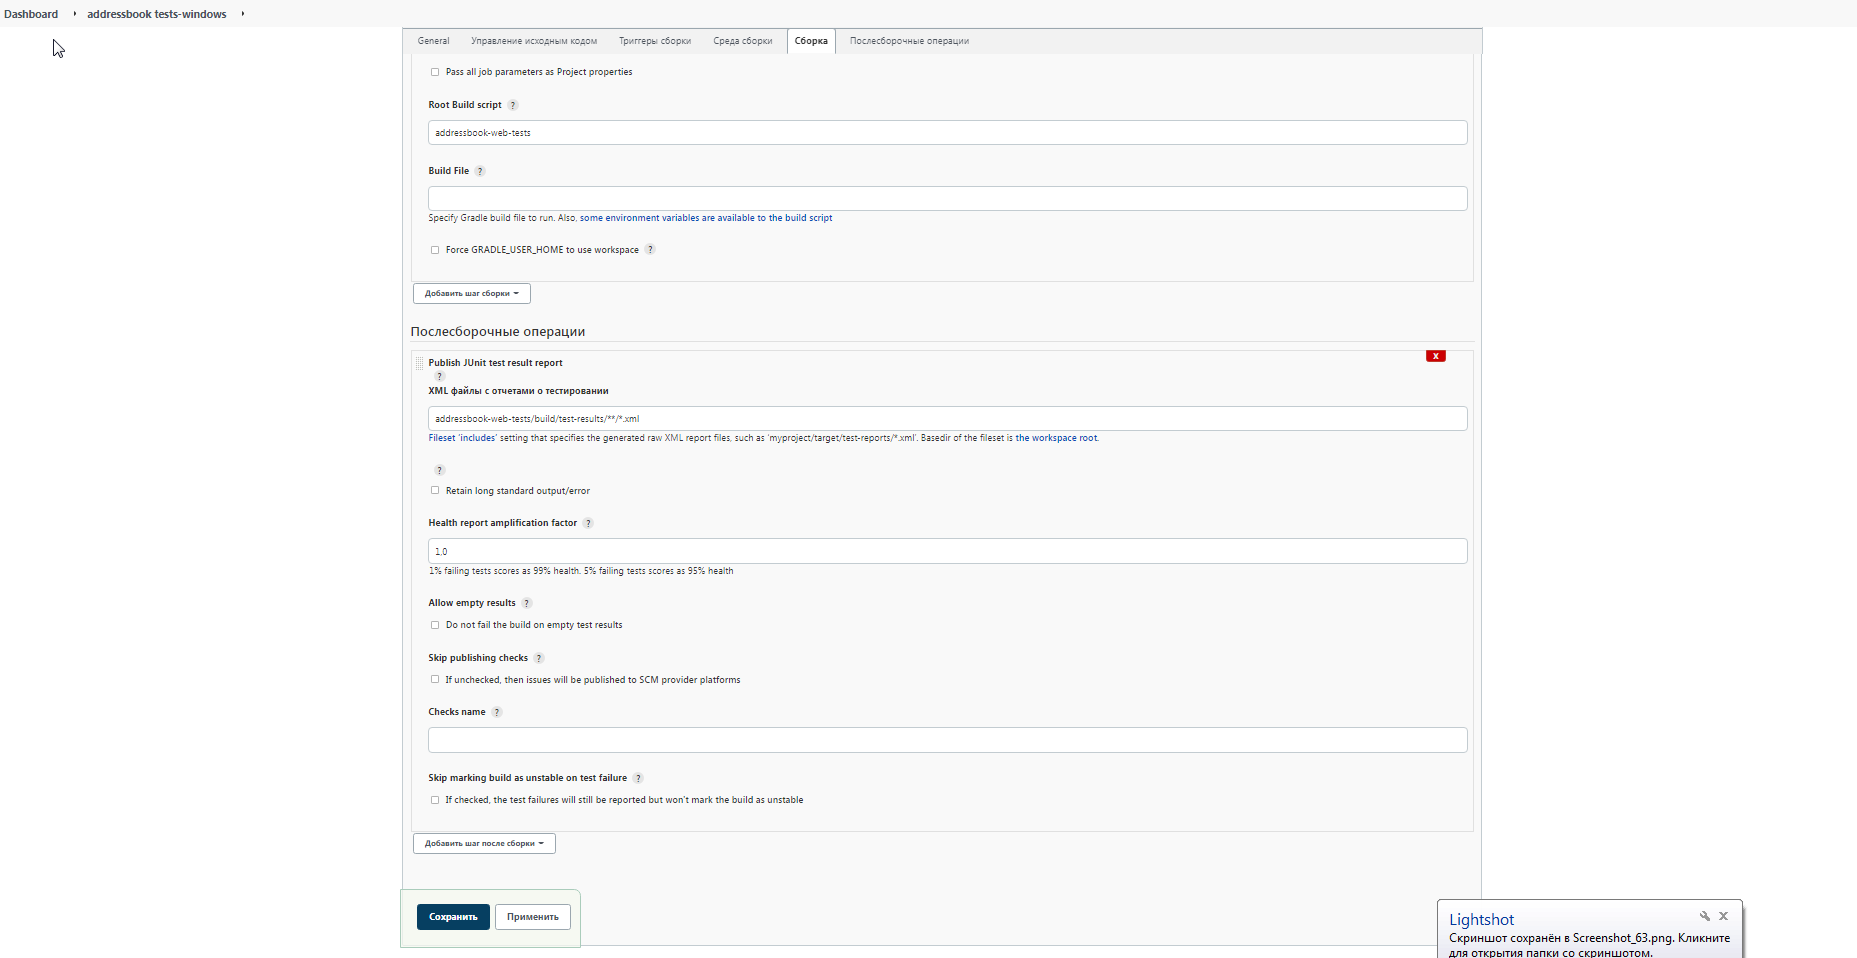 Dashboard
addressbook tests-windows
General
Управление исходным кодом
Триггеры сборки
Среда сборки
Сборка
Послесборочные операции
Pass all job parameters as Project properties
Root Build script ?
addressbook-web-tests
Build File ?
Specify Gradle build file to run. Also, some environment variables are available to the build script
Force GRADLE_USER_HOME to use workspace ?
Добавить шаг сборки
Послесборочные операции
Publish JUnit test result report
X
?
XML файлы с отчетами о тестировании
addressbook-web-tests/build/test-results/**/*.xml
Fileset 'includes' setting that specifies the generated raw XML report files, such as 'myproject/target/test-reports/*.xml'. Basedir of the fileset is the workspace root.
?
Retain long standard output/error
Health report amplification factor ?
1.0
1% failing tests scores as 99% health. 5% failing tests scores as 95% health
Allow empty results ?
Do not fail the build on empty test results
Skip publishing checks ?
If unchecked, then issues will be published to SCM provider platforms
Checks name ?
Skip marking build as unstable on test failure ?
If checked, the test failures will still be reported but won't mark the build as unstable
Добавить шаг после сборки
Сохранить
Применить
Lightshot
Скриншот сохранён в Screenshot_63.png. Кликните
для открытия папки со скриншотом.